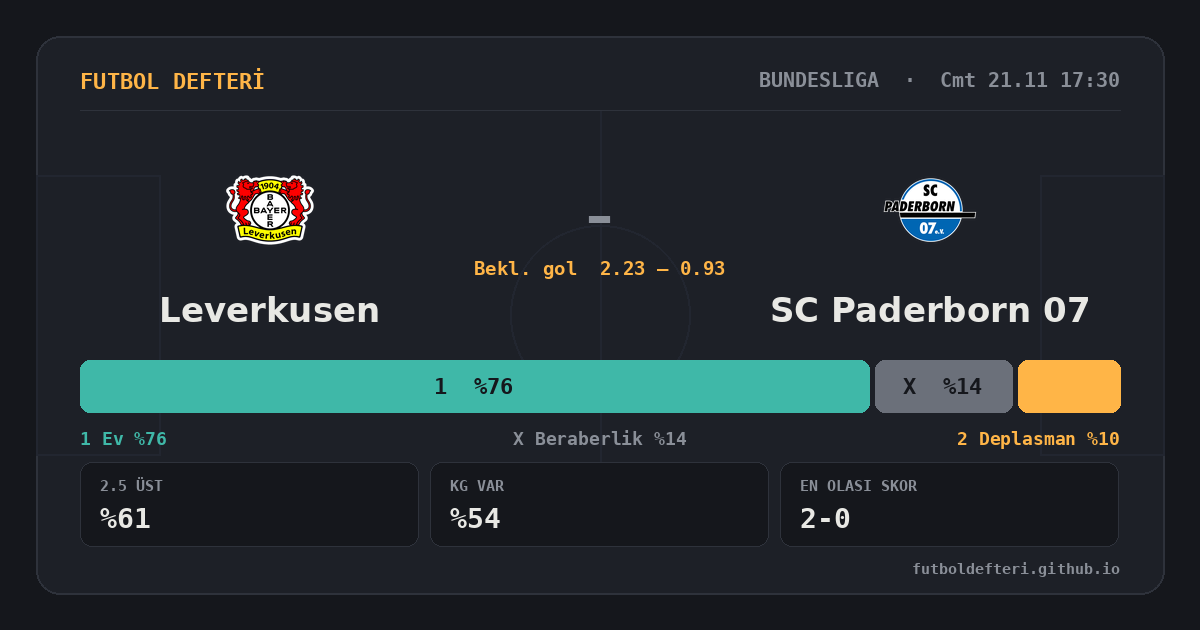 FUTBOL DEFTERİ
BUNDESLIGA · Cmt 21.11 17:30
1904
BAYER
BAYER
Leverkusen
SC
PADERBORN
07 e.V.
–
Bekl. gol 2.23 – 0.93
Leverkusen
SC Paderborn 07
1 %76
X %14
1 Ev %76
X Beraberlik %14
2 Deplasman %10
2.5 ÜST
KG VAR
EN OLASI SKOR
%61
%54
2-0
futboldefteri.github.io